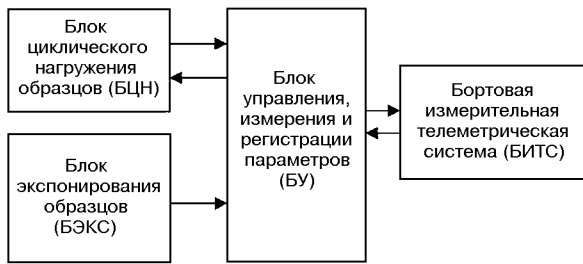 Блок
циклического
нагружения
образцов (БЦН)
Блок
экспонирования
образцов
(БЭКС)
Блок
управления,
измерения и
регистрации
параметров
(БУ)
Бортовая
измерительная
телеметрическая
система (БИТС)